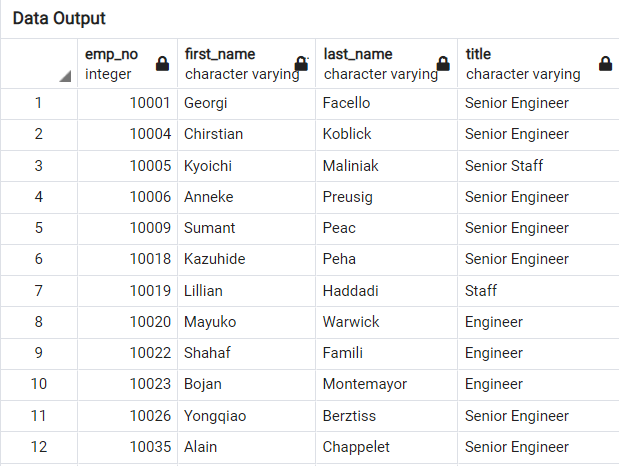 Data Output
emp_no first_name last_name title
integer character varying character varying character varying
1 10001 Georgi Facello Senior Engineer
2 10004 Chirstian Koblick Senior Engineer
3 10005 Kyoichi Maliniak Senior Staff
4 10006 Anneke Preusig Senior Engineer
5 10009 Sumant Peac Senior Engineer
6 10018 Kazuhide Peha Senior Engineer
7 10019 Lillian Haddadi Staff
8 10020 Mayuko Warwick Engineer
9 10022 Shahaf Famili Engineer
10 10023 Bojan Montemayor Engineer
11 10026 Yongqiao Berztiss Senior Engineer
12 10035 Alain Chappelet Senior Engineer